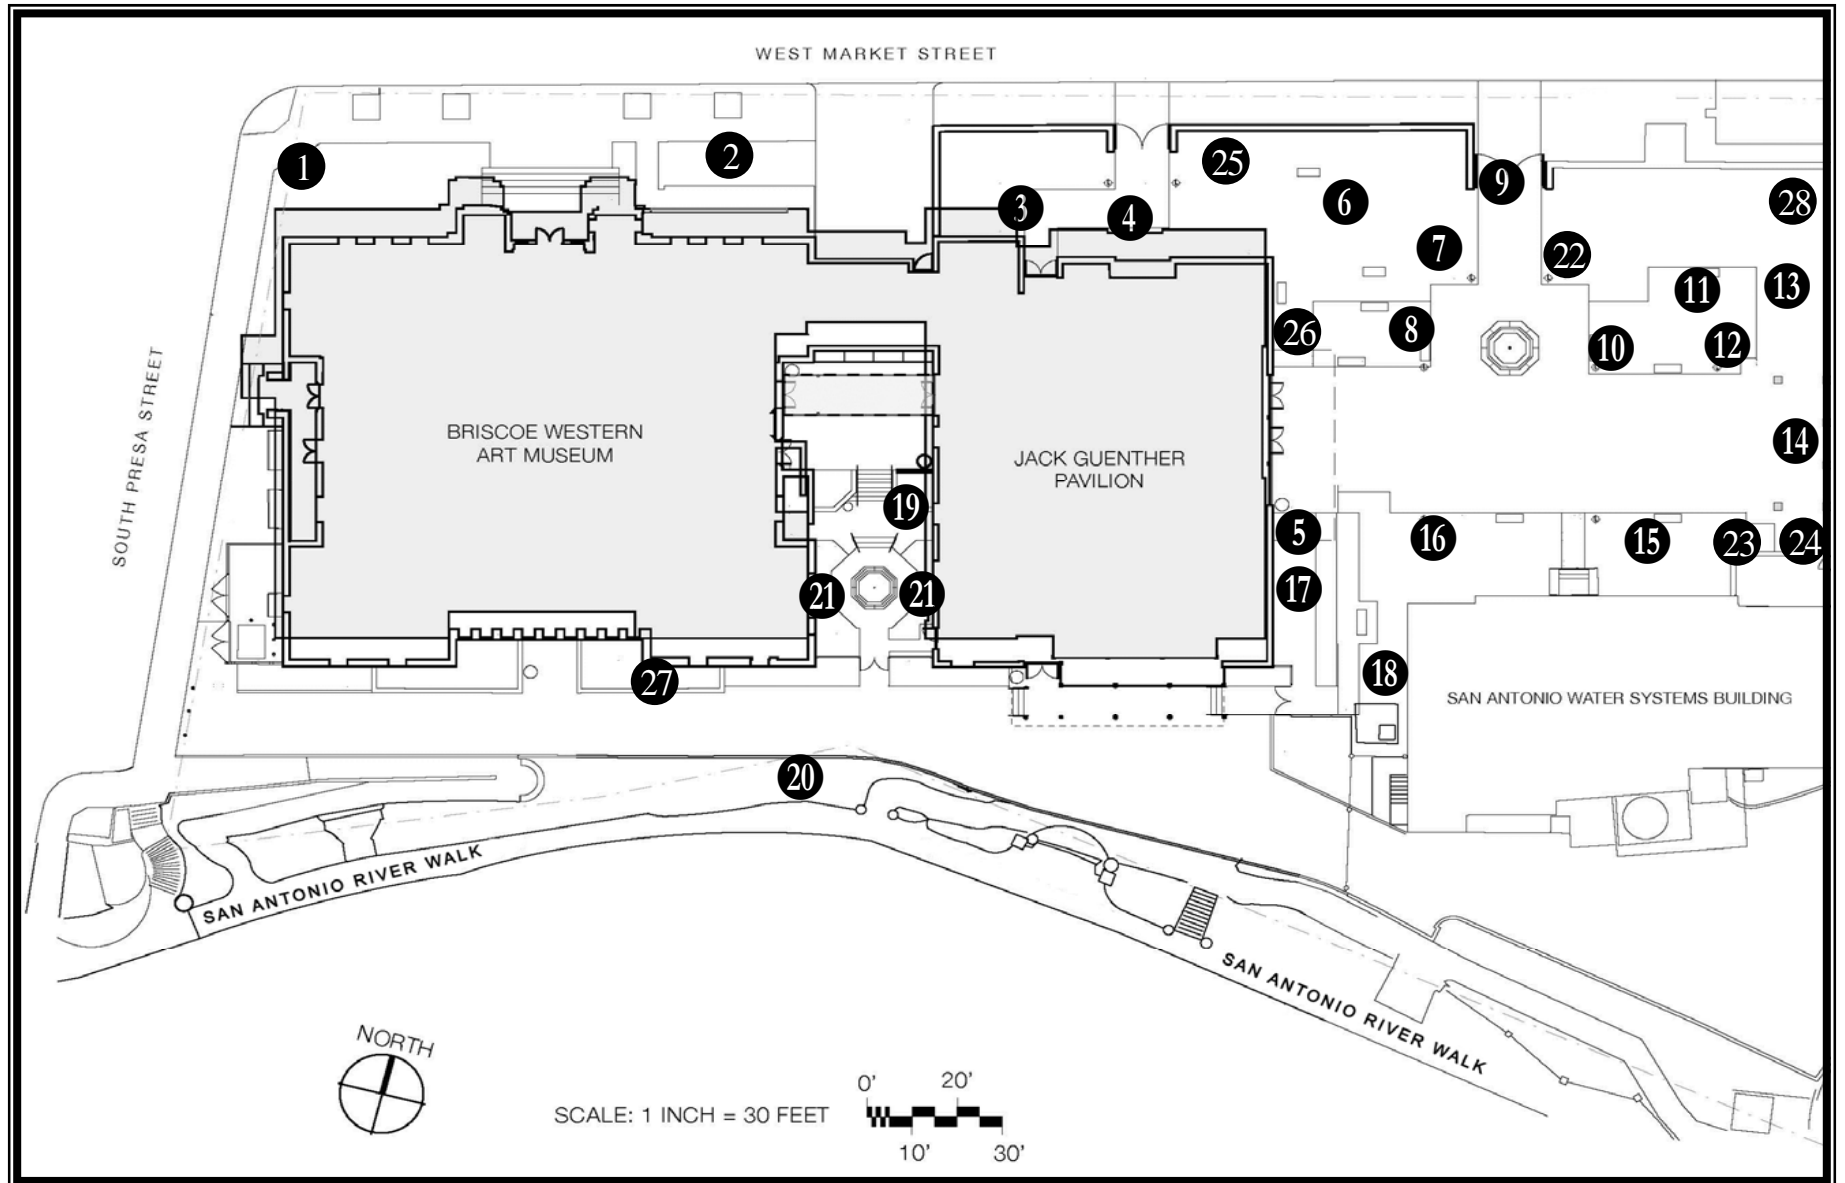 WEST MARKET STREET
1
2
25
9
6
28
3
4
7
22
11
13
26
8
10
12
SOUTH PRESA STREET
BRISCOE WESTERN
ART MUSEUM
JACK GUENTHER
PAVILION
14
19
5
16
15
23
24
21
21
17
27
18
SAN ANTONIO WATER SYSTEMS BUILDING
20
SAN ANTONIO RIVER WALK
SAN ANTONIO RIVER WALK
NORTH
SCALE: 1 INCH = 30 FEET
0' 20'
10' 30'